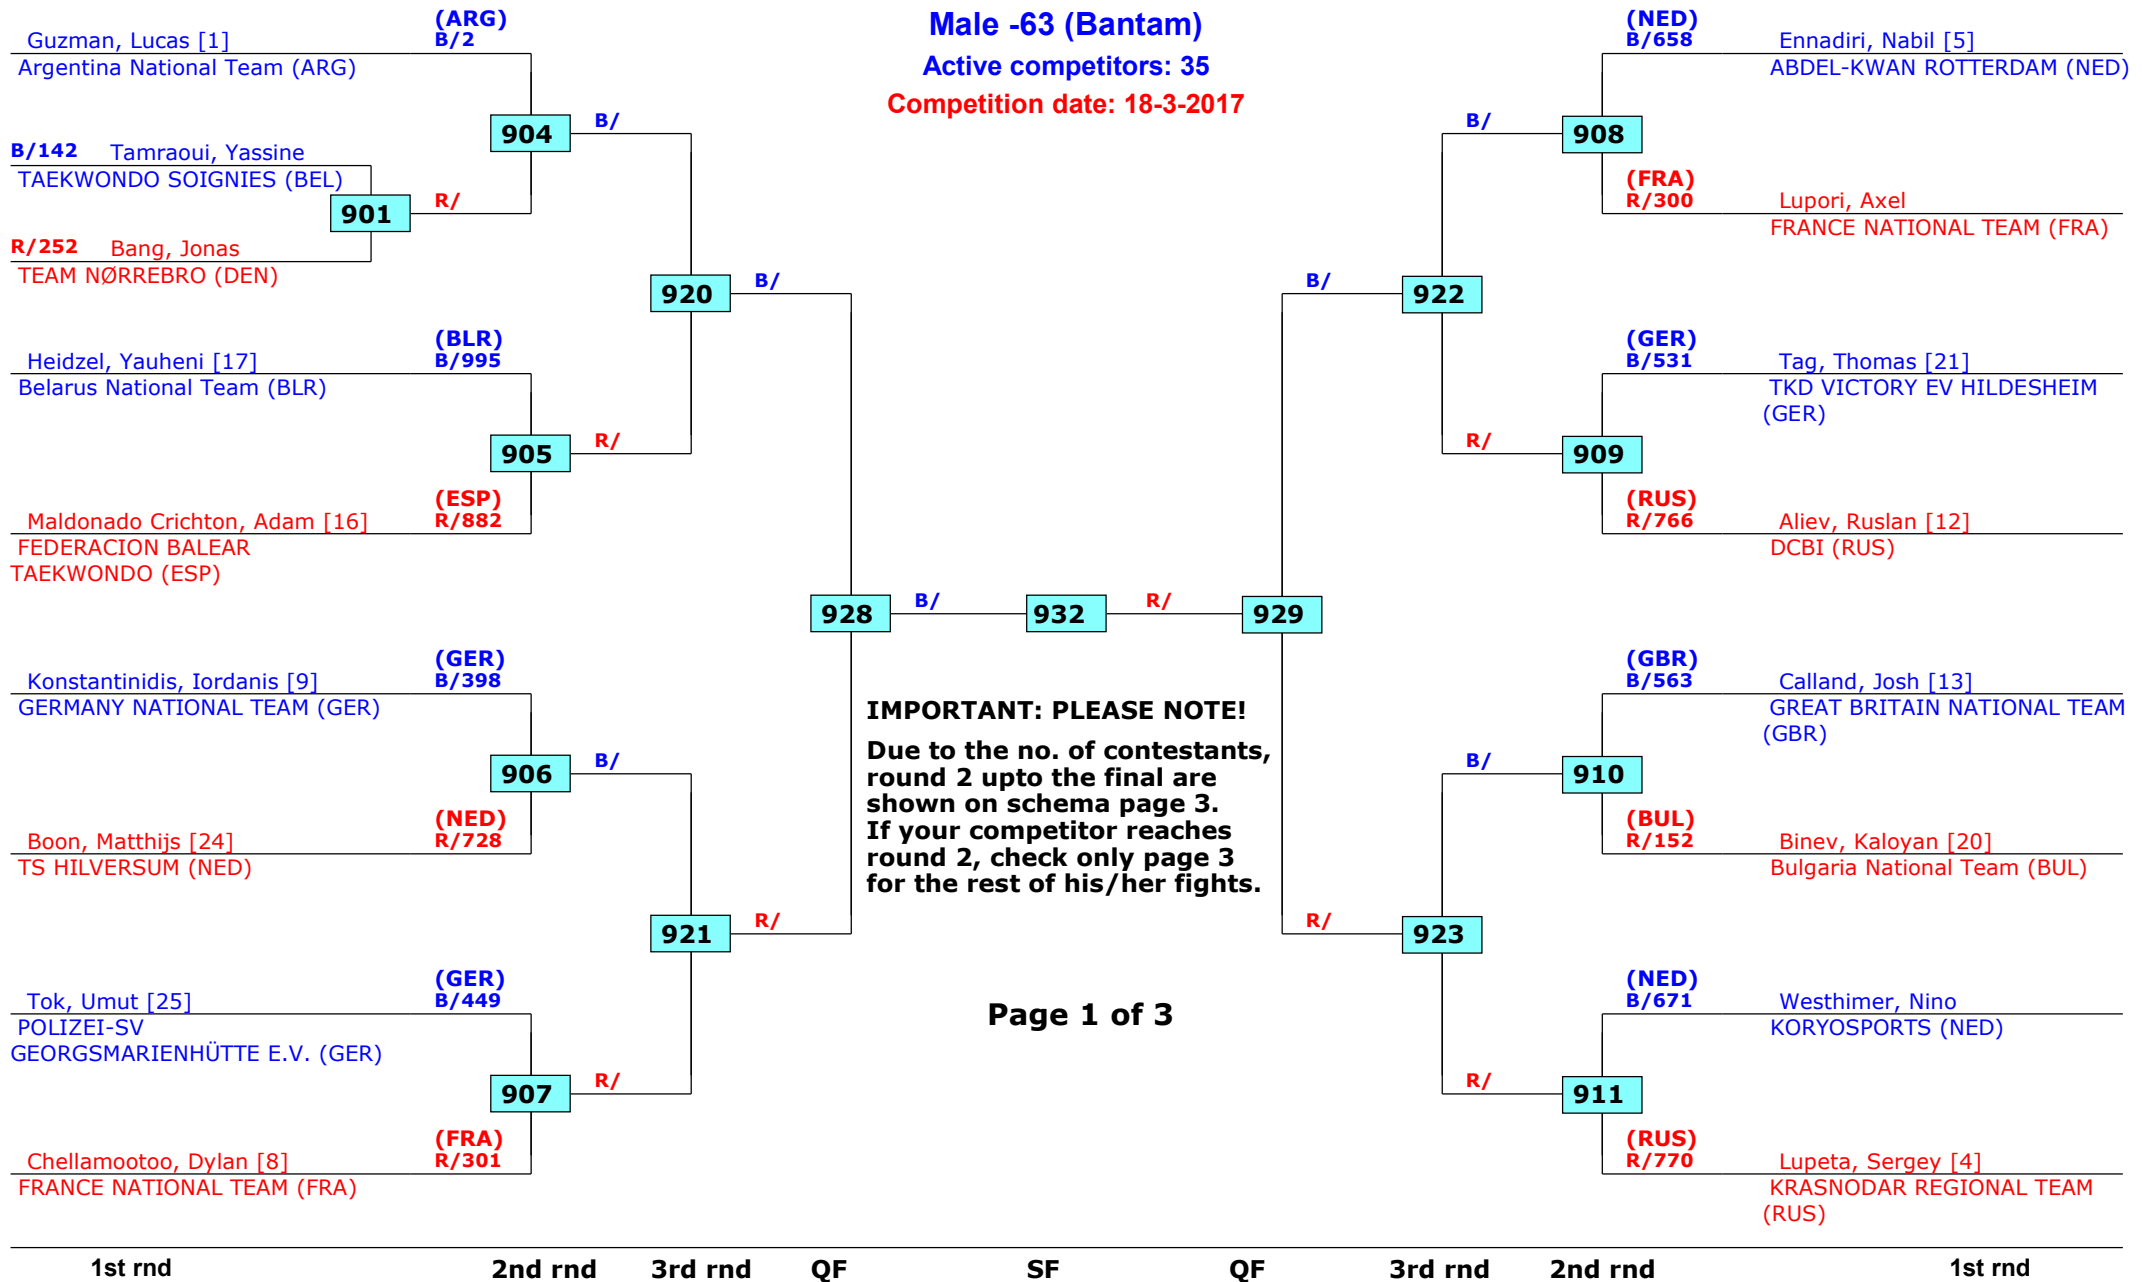 Male -63 (Bantam)
Active competitors: 35
Competition date: 18-3-2017
(ARG)
Guzman, Lucas [1] B/2
Argentina National Team (ARG)
904
B/
B/142 Tamraoui, Yassine
TAEKWONDO SOIGNIES (BEL)
901
R/
R/252 Bang, Jonas
TEAM NØRREBRO (DEN)
920
B/
(BLR)
Heidzel, Yauheni [17] B/995
Belarus National Team (BLR)
905
R/
(ESP)
Maldonado Crichton, Adam [16] R/882
FEDERACION BALEAR
TAEKWONDO (ESP)
928
B/
932
R/
929
(GER)
Konstantinidis, Iordanis [9] B/398
GERMANY NATIONAL TEAM (GER)
906
B/
(NED)
Boon, Matthijs [24] R/728
TS HILVERSUM (NED)
921
R/
(GER)
Tok, Umut [25] B/449
POLIZEI-SV
GEORGSMARIENHÜTTE E.V. (GER)
907
R/
(FRA)
Chellamootoo, Dylan [8] R/301
FRANCE NATIONAL TEAM (FRA)
IMPORTANT: PLEASE NOTE!
Due to the no. of contestants,
round 2 upto the final are
shown on schema page 3.
If your competitor reaches
round 2, check only page 3
for the rest of his/her fights.
Page 1 of 3
(NED)
B/658 Ennadiri, Nabil [5]
ABDEL-KWAN ROTTERDAM (NED)
B/
908
(FRA)
R/300 Lupori, Axel
FRANCE NATIONAL TEAM (FRA)
B/
922
(GER)
B/531 Tag, Thomas [21]
TKD VICTORY EV HILDESHEIM
(GER)
R/
909
(RUS)
R/766 Aliev, Ruslan [12]
DCBI (RUS)
(GBR)
B/563 Calland, Josh [13]
GREAT BRITAIN NATIONAL TEAM
(GBR)
B/
910
(BUL)
R/152 Binev, Kaloyan [20]
Bulgaria National Team (BUL)
R/
923
(NED)
B/671 Westhimer, Nino
KORYOSPORTS (NED)
R/
911
(RUS)
R/770 Lupeta, Sergey [4]
KRASNODAR REGIONAL TEAM
(RUS)
1st rnd 2nd rnd 3rd rnd QF SF QF 3rd rnd 2nd rnd 1st rnd